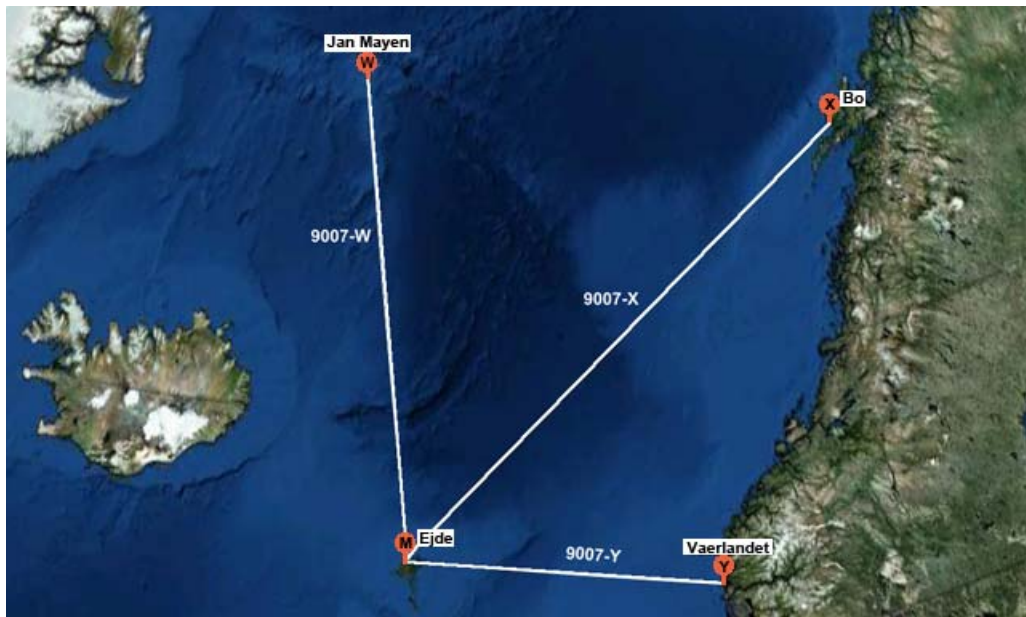 Jan Mayen
W
X Bo
9007-W
9007-X
M Ejde
9007-Y
Vaerlandet
Y